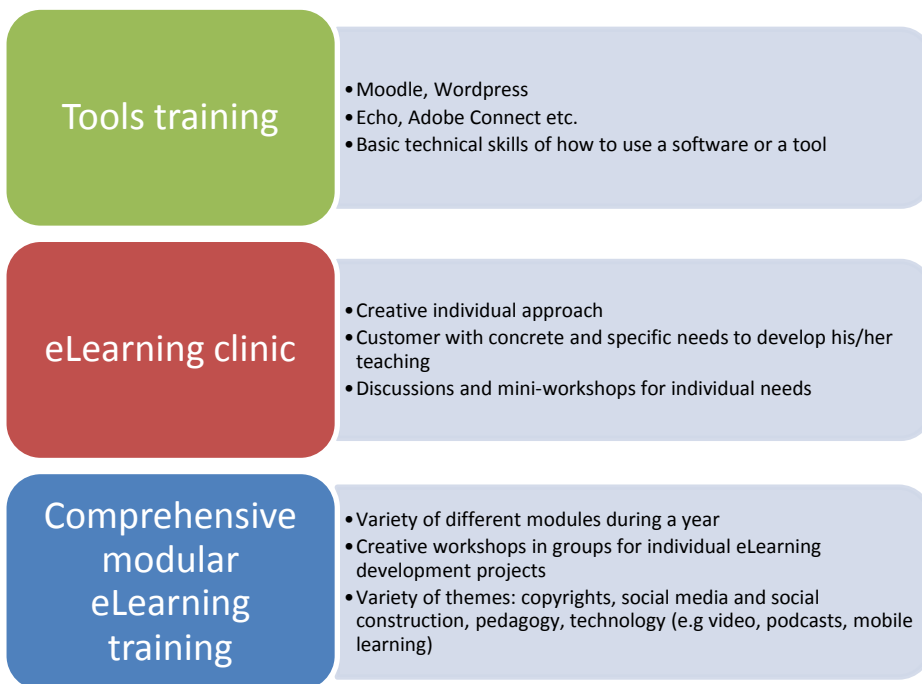 Tools training
•Moodle, Wordpress
•Echo, Adobe Connect etc.
•Basic technical skills of how to use a software or a tool
eLearning clinic
•Creative individual approach
•Customer with concrete and specific needs to develop his/her
teaching
•Discussions and mini-workshops for individual needs
Comprehensive
modular
eLearning
training
•Variety of different modules during a year
•Creative workshops in groups for individual eLearning
development projects
•Variety of themes: copyrights, social media and social
construction, pedagogy, technology (e.g video, podcasts, mobile
learning)